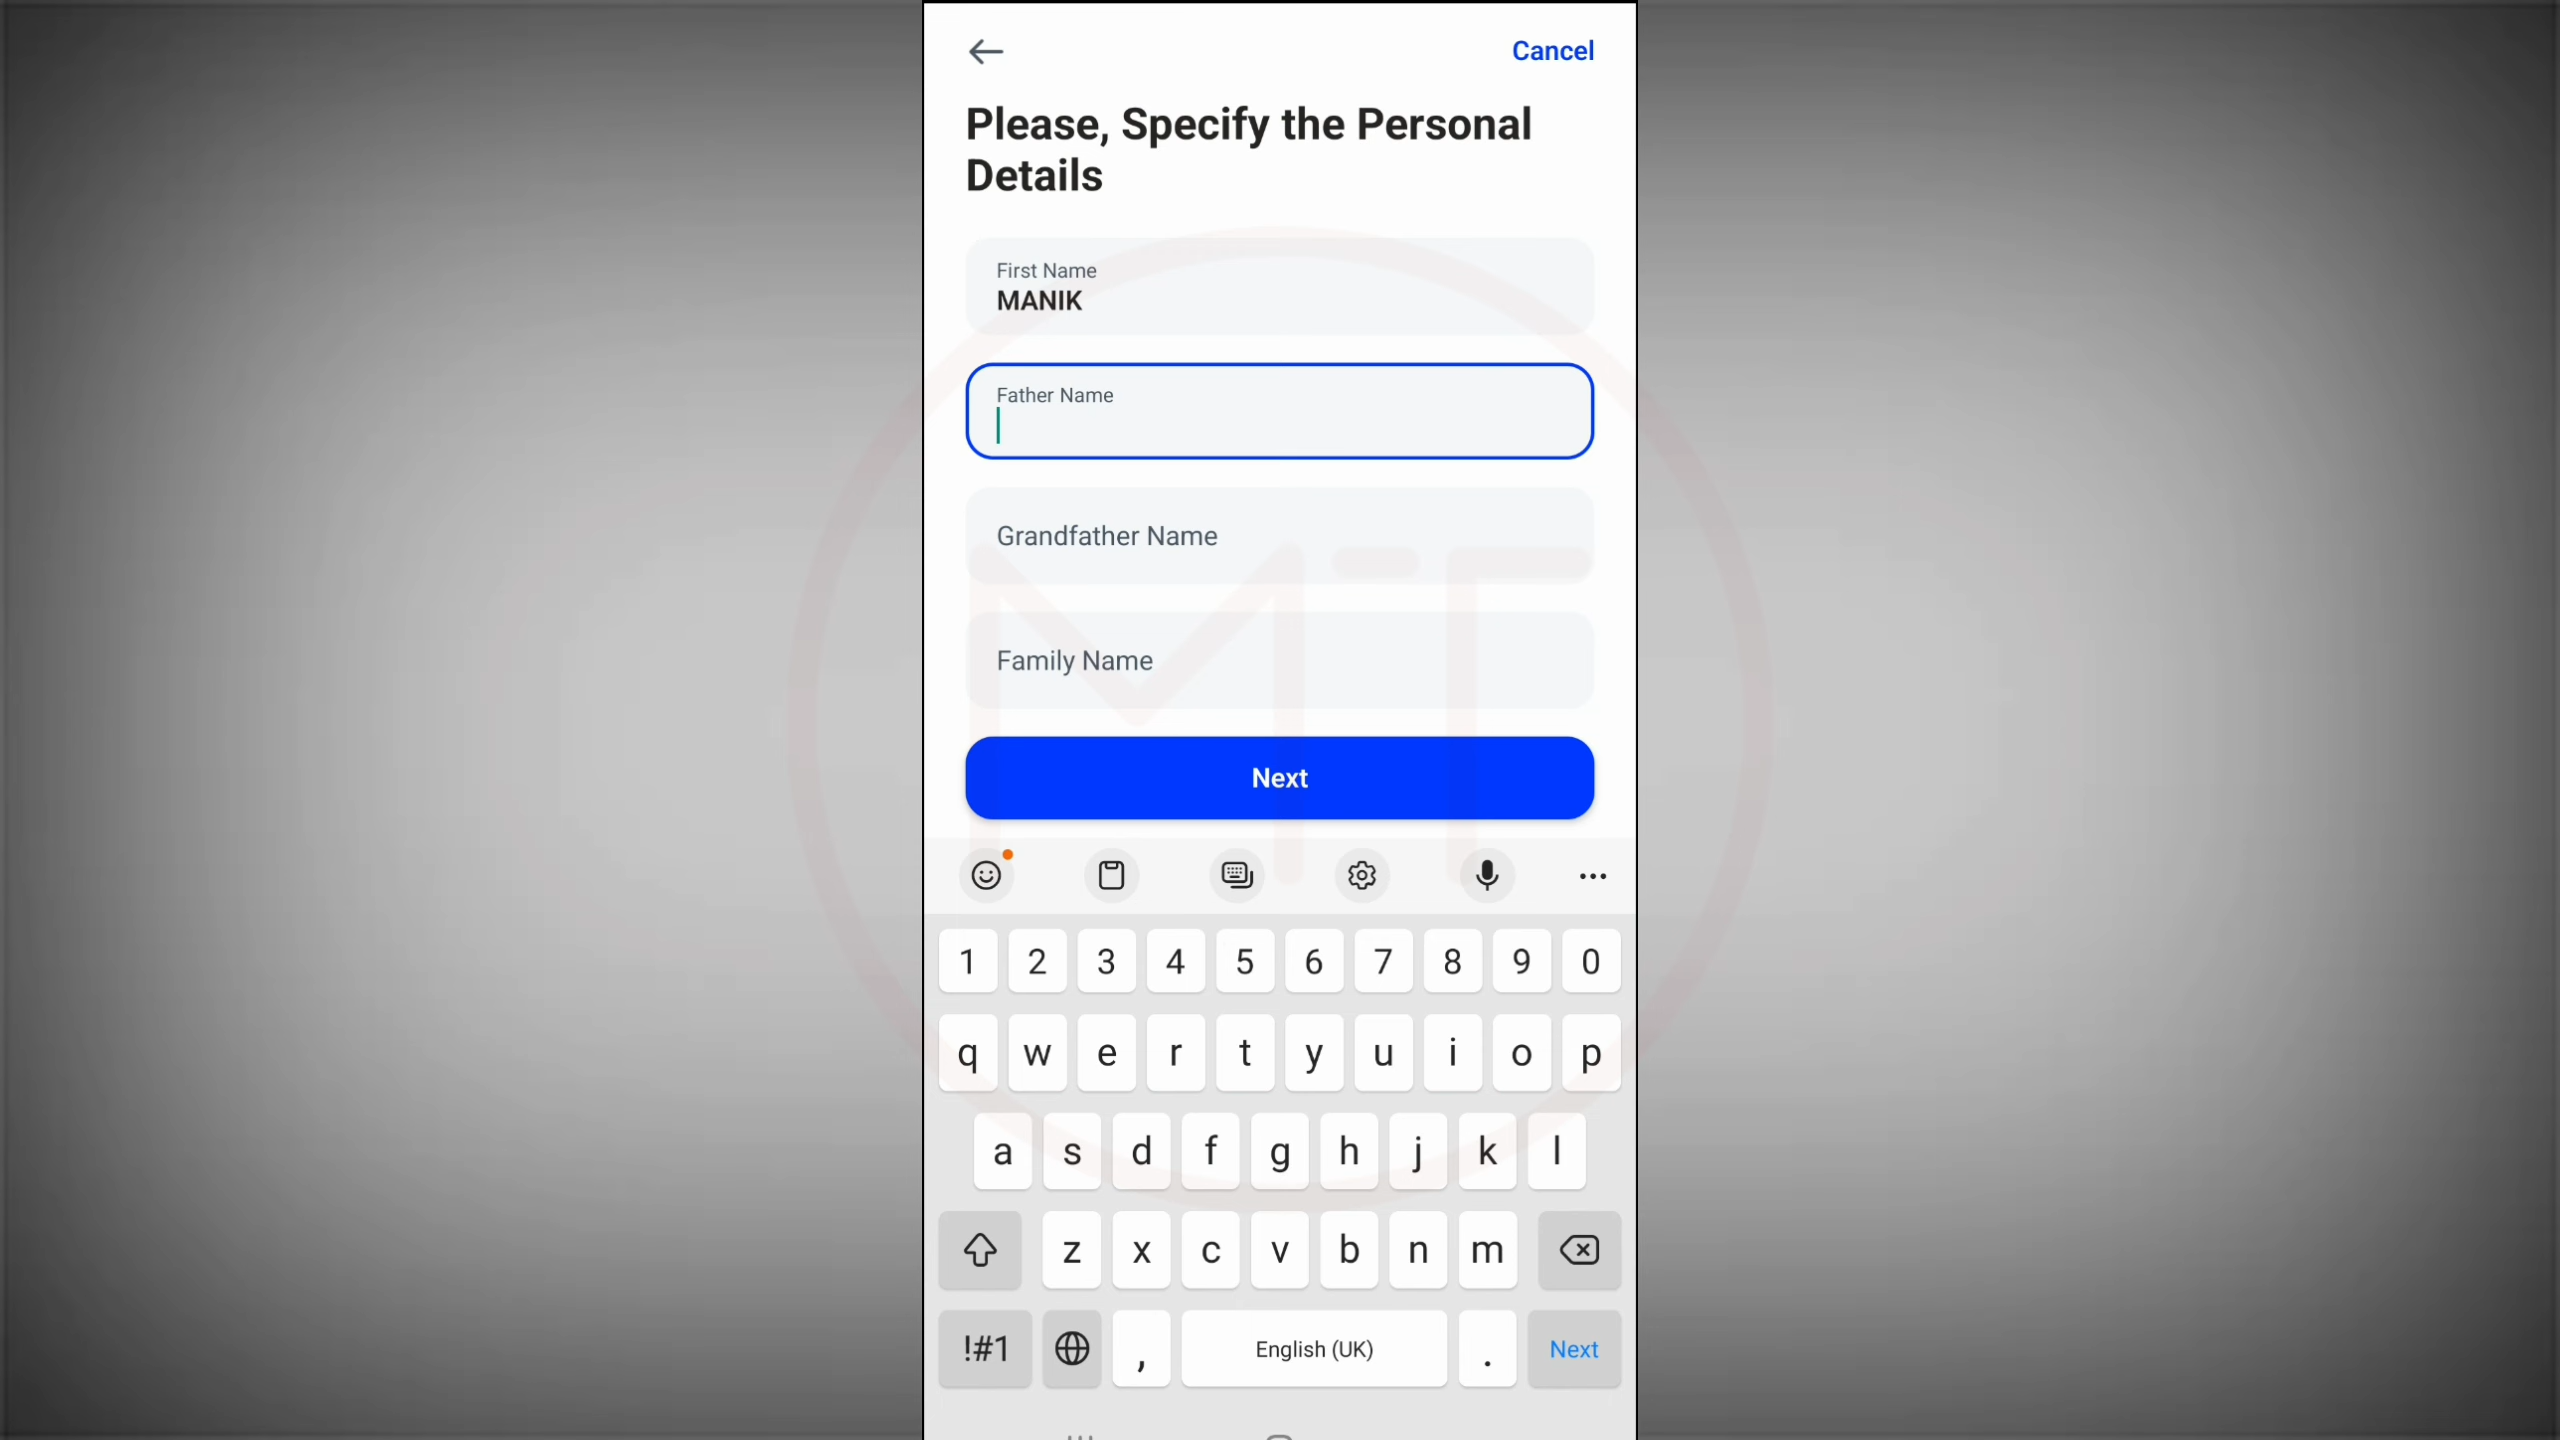 Cancel
Please, Specify the Personal
Details
First Name
MANIK
Father Name
Grandfather Name
Family Name
Next
1 2 3 4 5 6 7 8 9 0
q w e r t y u i o p
a s d f g h j k l
z x c v b n m
!#1 , English (UK) . Next
MT